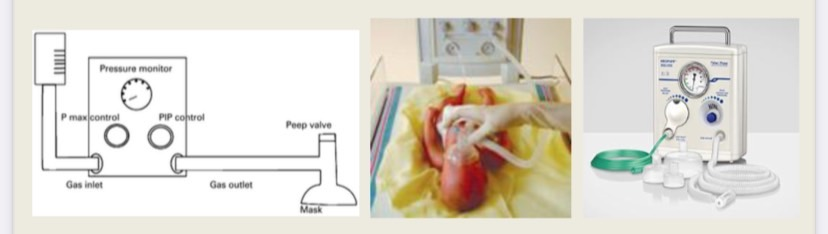 Pressure monitor
P max control PIP control
Peep valve
Gas inlet
Gas outlet
Mask